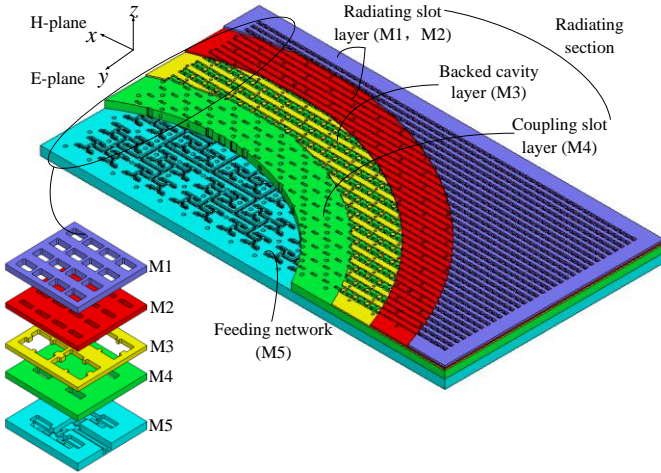 z
H-plane
x
E-plane
y
Radiating slot
layer (M1, M2)
Radiating
section
Backed cavity
layer (M3)
Coupling slot
layer (M4)
M1
M2
M3
M4
M5
Feeding network
(M5)